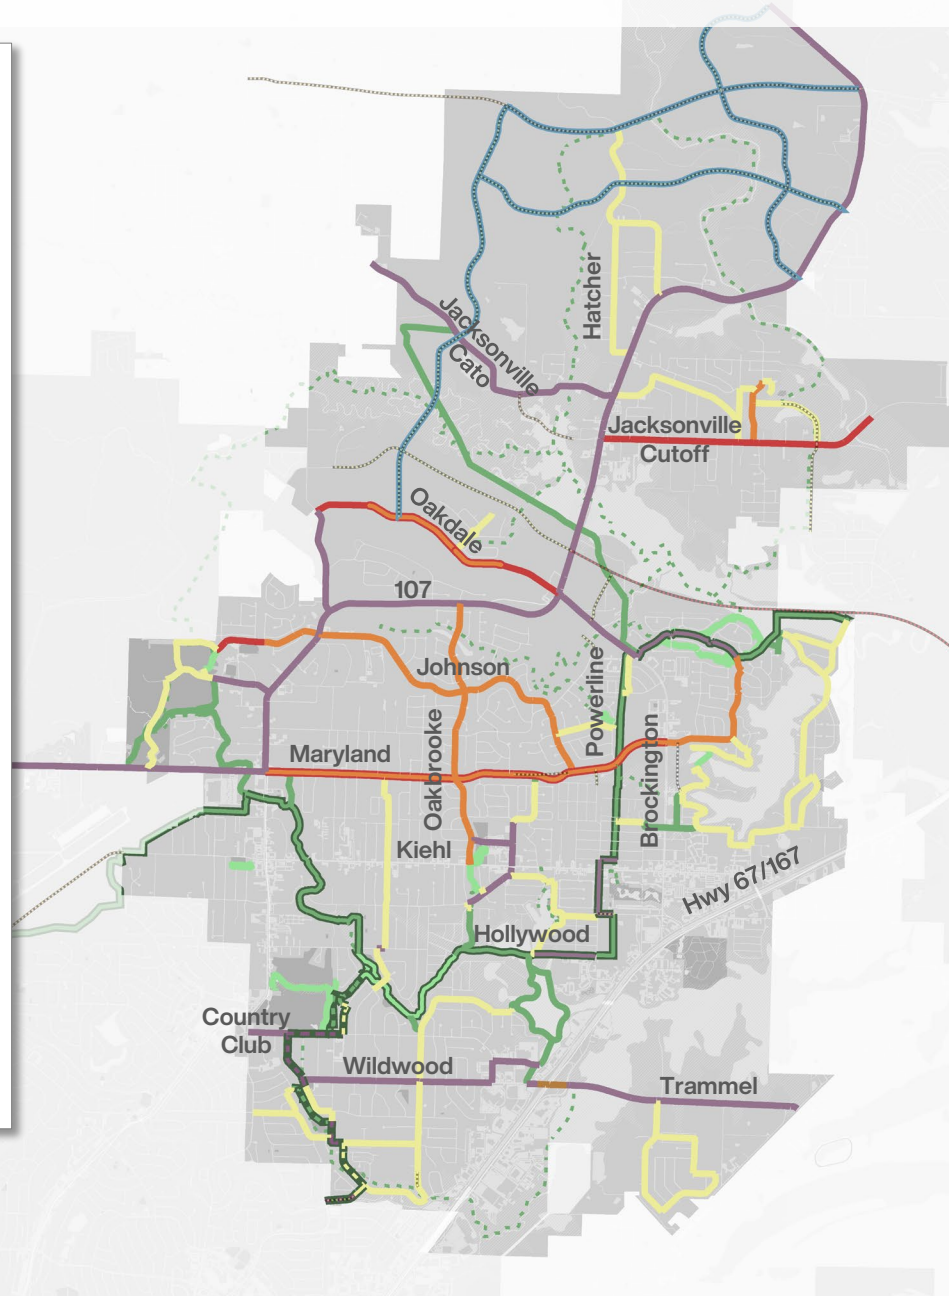 Hatcher
Jacksonville
Cato
Jacksonville
Cutoff
Oakdale
107
Johnson
Powerline
Oakbrooke
Maryland
Brockington
Kiehl
Hwy 67/167
Hollywood
Country
Club
Wildwood
Trammel